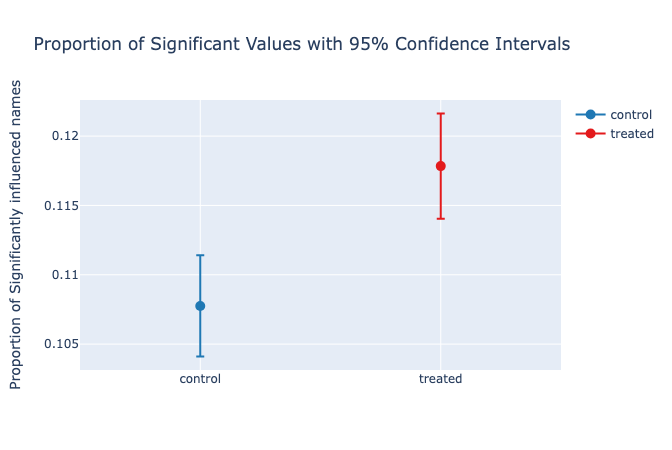 Proportion of Significant Values with 95% Confidence Intervals
Proportion of Significantly influenced names
0.12
0.115
0.11
0.105
control
treated
control
treated